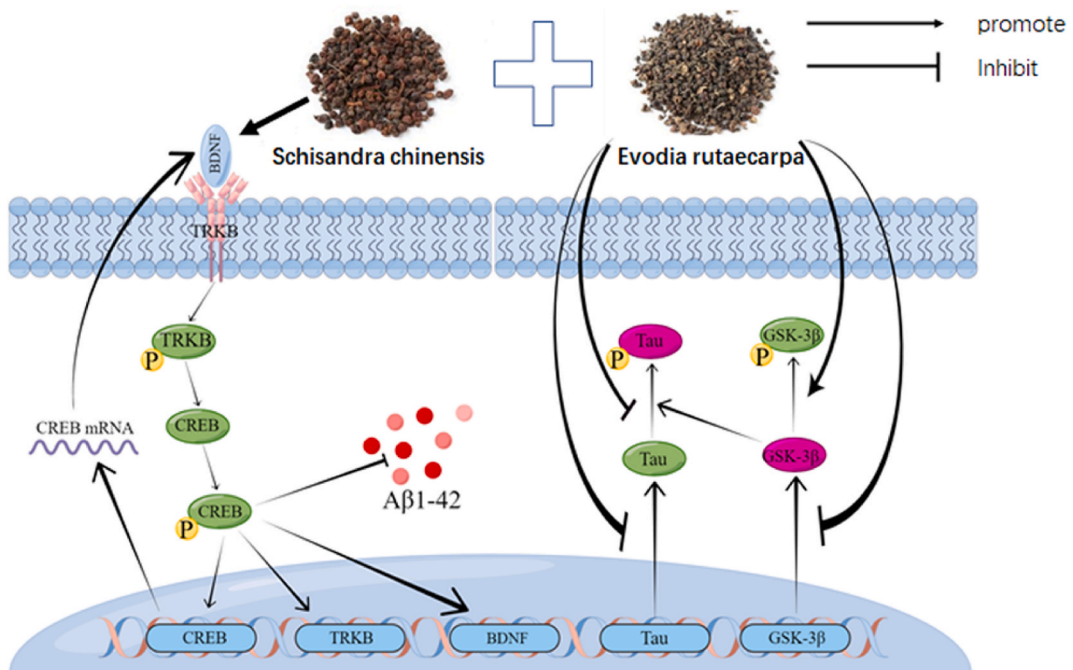 promote
Inhibit
Schisandra chinensis
Evodia rutaecarpa
BDNF
TRKB
TRKB
P
CREB
CREB
P
CREB mRNA
Aβ1-42
Tau
P
GSK-3β
P
Tau
GSK-3β
CREB
TRKB
BDNF
Tau
GSK-3β